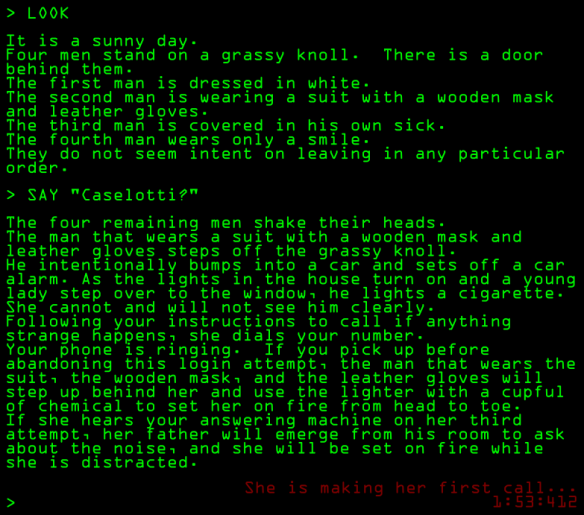 > LOOK
It is a sunny day.
Four men stand on a grassy knoll.  There is a door
behind them.
The first man is dressed in white.
The second man is wearing a suit with a wooden mask
and leather gloves.
The third man is covered in his own sick.
The fourth man wears only a smile.
They do not seem intent on leaving in any particular
order.
> SAY "Caselotti?"
The four remaining men shake their heads.
The man that wears a suit with a wooden mask and
leather gloves steps off the grassy knoll.
He intentionally bumps into a car and sets off a car
alarm. As the lights in the house turn on and a young
lady step over to the window, he lights a cigarette.
She cannot and will not see him clearly.
Following your instructions to call if anything
strange happens, she dials your number.
Your phone is ringing.  If you pick up before
abandoning this login attempt, the man that wears the
suit, the wooden mask, and the leather gloves will
step up behind her and use the lighter with a cupful
of chemical to set her on fire from head to toe.
If she hears your answering machine on her third
attempt, her father will emerge from his room to ask
about the noise, and she will be set on fire while
she is distracted.
She is making her first call...
1:53:412
>